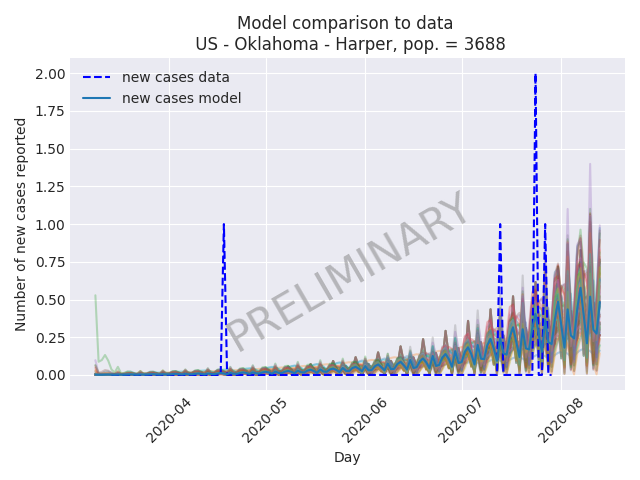 Model comparison to data
US - Oklahoma - Harper, pop. = 3688
new cases data
new cases model
PRELIMINARY
Number of new cases reported
2.00
1.75
1.50
1.25
1.00
0.75
0.50
0.25
0.00
2020-04
2020-05
2020-06
2020-07
2020-08
Day